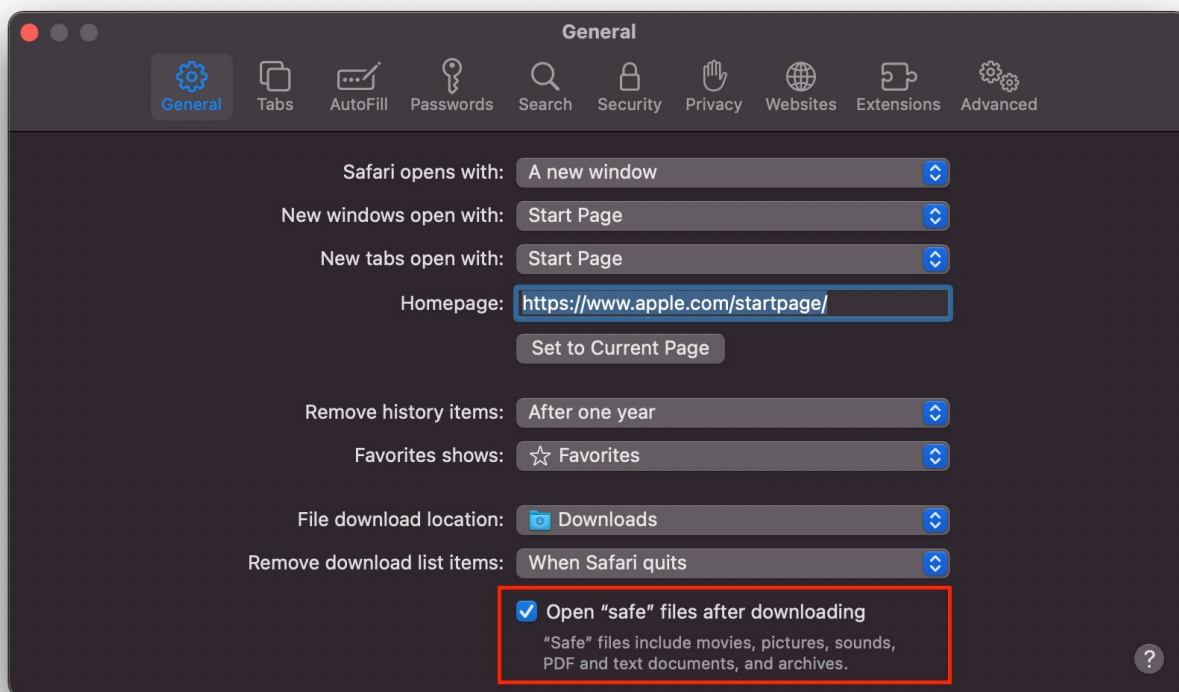 General
General Tabs AutoFill Passwords Search Security Privacy Websites Extensions Advanced
Safari opens with: A new window
New windows open with: Start Page
New tabs open with: Start Page
Homepage: https://www.apple.com/startpage/
Set to Current Page
Remove history items: After one year
Favorites shows: Favorites
File download location: Downloads
Remove download list items: When Safari quits
Open “safe” files after downloading
“Safe” files include movies, pictures, sounds,
PDF and text documents, and archives.
?